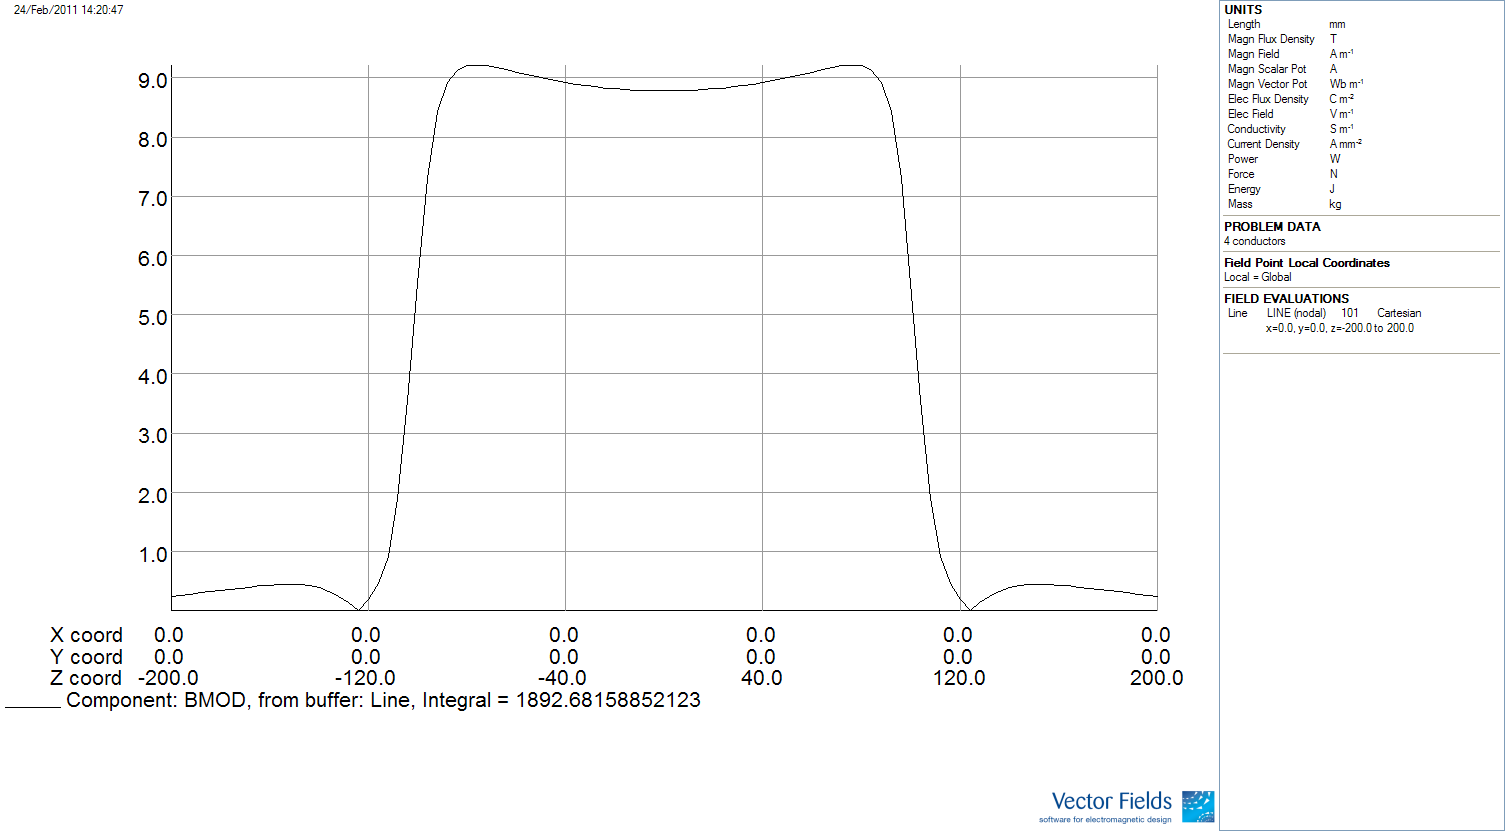 24/Feb/2011 14:20:47
9.0
8.0
7.0
6.0
5.0
4.0
3.0
2.0
1.0
X coord 0.0 0.0 0.0 0.0 0.0 0.0
Y coord 0.0 0.0 0.0 0.0 0.0 0.0
Z coord -200.0 -120.0 -40.0 40.0 120.0 200.0
Component: BMOD, from buffer: Line, Integral = 1892.68158852123
UNITS
Length mm
Magn Flux Density T
Magn Field A m⁻¹
Magn Scalar Pot A
Magn Vector Pot Wb m⁻¹
Elec Flux Density C m⁻²
Elec Field V m⁻¹
Conductivity S m⁻¹
Current Density A mm⁻²
Power W
Force N
Energy J
Mass kg
PROBLEM DATA
4 conductors
Field Point Local Coordinates
Local = Global
FIELD EVALUATIONS
Line LINE (nodal) 101 Cartesian
x=0.0, y=0.0, z=-200.0 to 200.0
Vector Fields
software for electromagnetic design